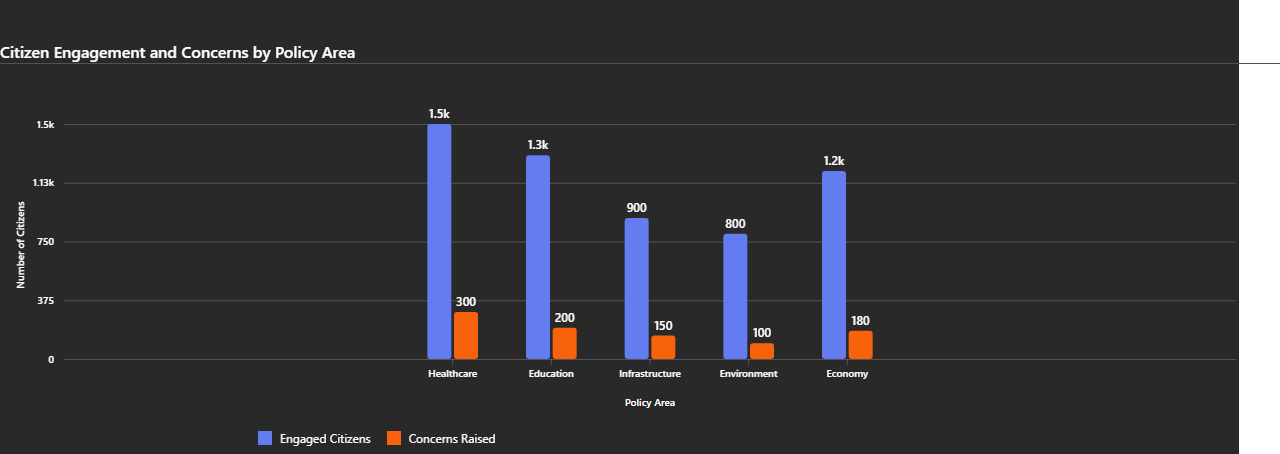 Citizen Engagement and Concerns by Policy Area
1.5k
1.5k
1.3k
1.2k
1.13k
900
800
750
Number of Citizens
375
300
200
150
100
180
0
Healthcare Education Infrastructure Environment Economy
Policy Area
Engaged Citizens Concerns Raised